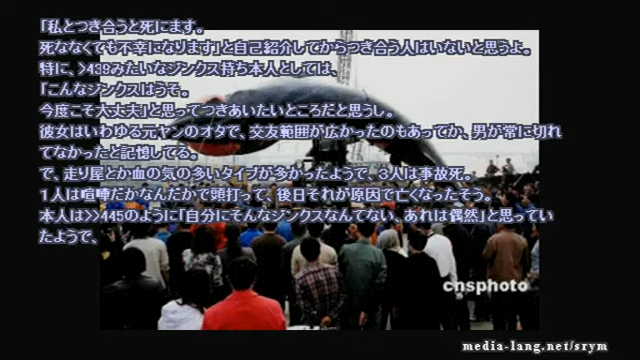 「私とつき合うと死にます。
死ななくても不幸になります」と自己紹介してからつき合う人はいないと思うよ。
特に、>438みたいなジンクス持ち本人としては、
「こんなジンクスはうそ。
今度こそ大丈夫」と思ってつきあいたいところだと思うし。
彼女はいわゆる元ヤンのオタで、交友範囲が広かったのもあってか、男が常に切れ
てなかったと記憶してる。
で、走り屋とか血の気の多いタイプが多かったようで、３人は事故死。
１人は喧嘩だかなんだかで頭打って、後日それが原因で亡くなったそう。
本人は>>445のように「自分にそんなジンクスなんてない、あれは偶然」と思ってい
たようで、
cnsphoto
media-lang.net/srym